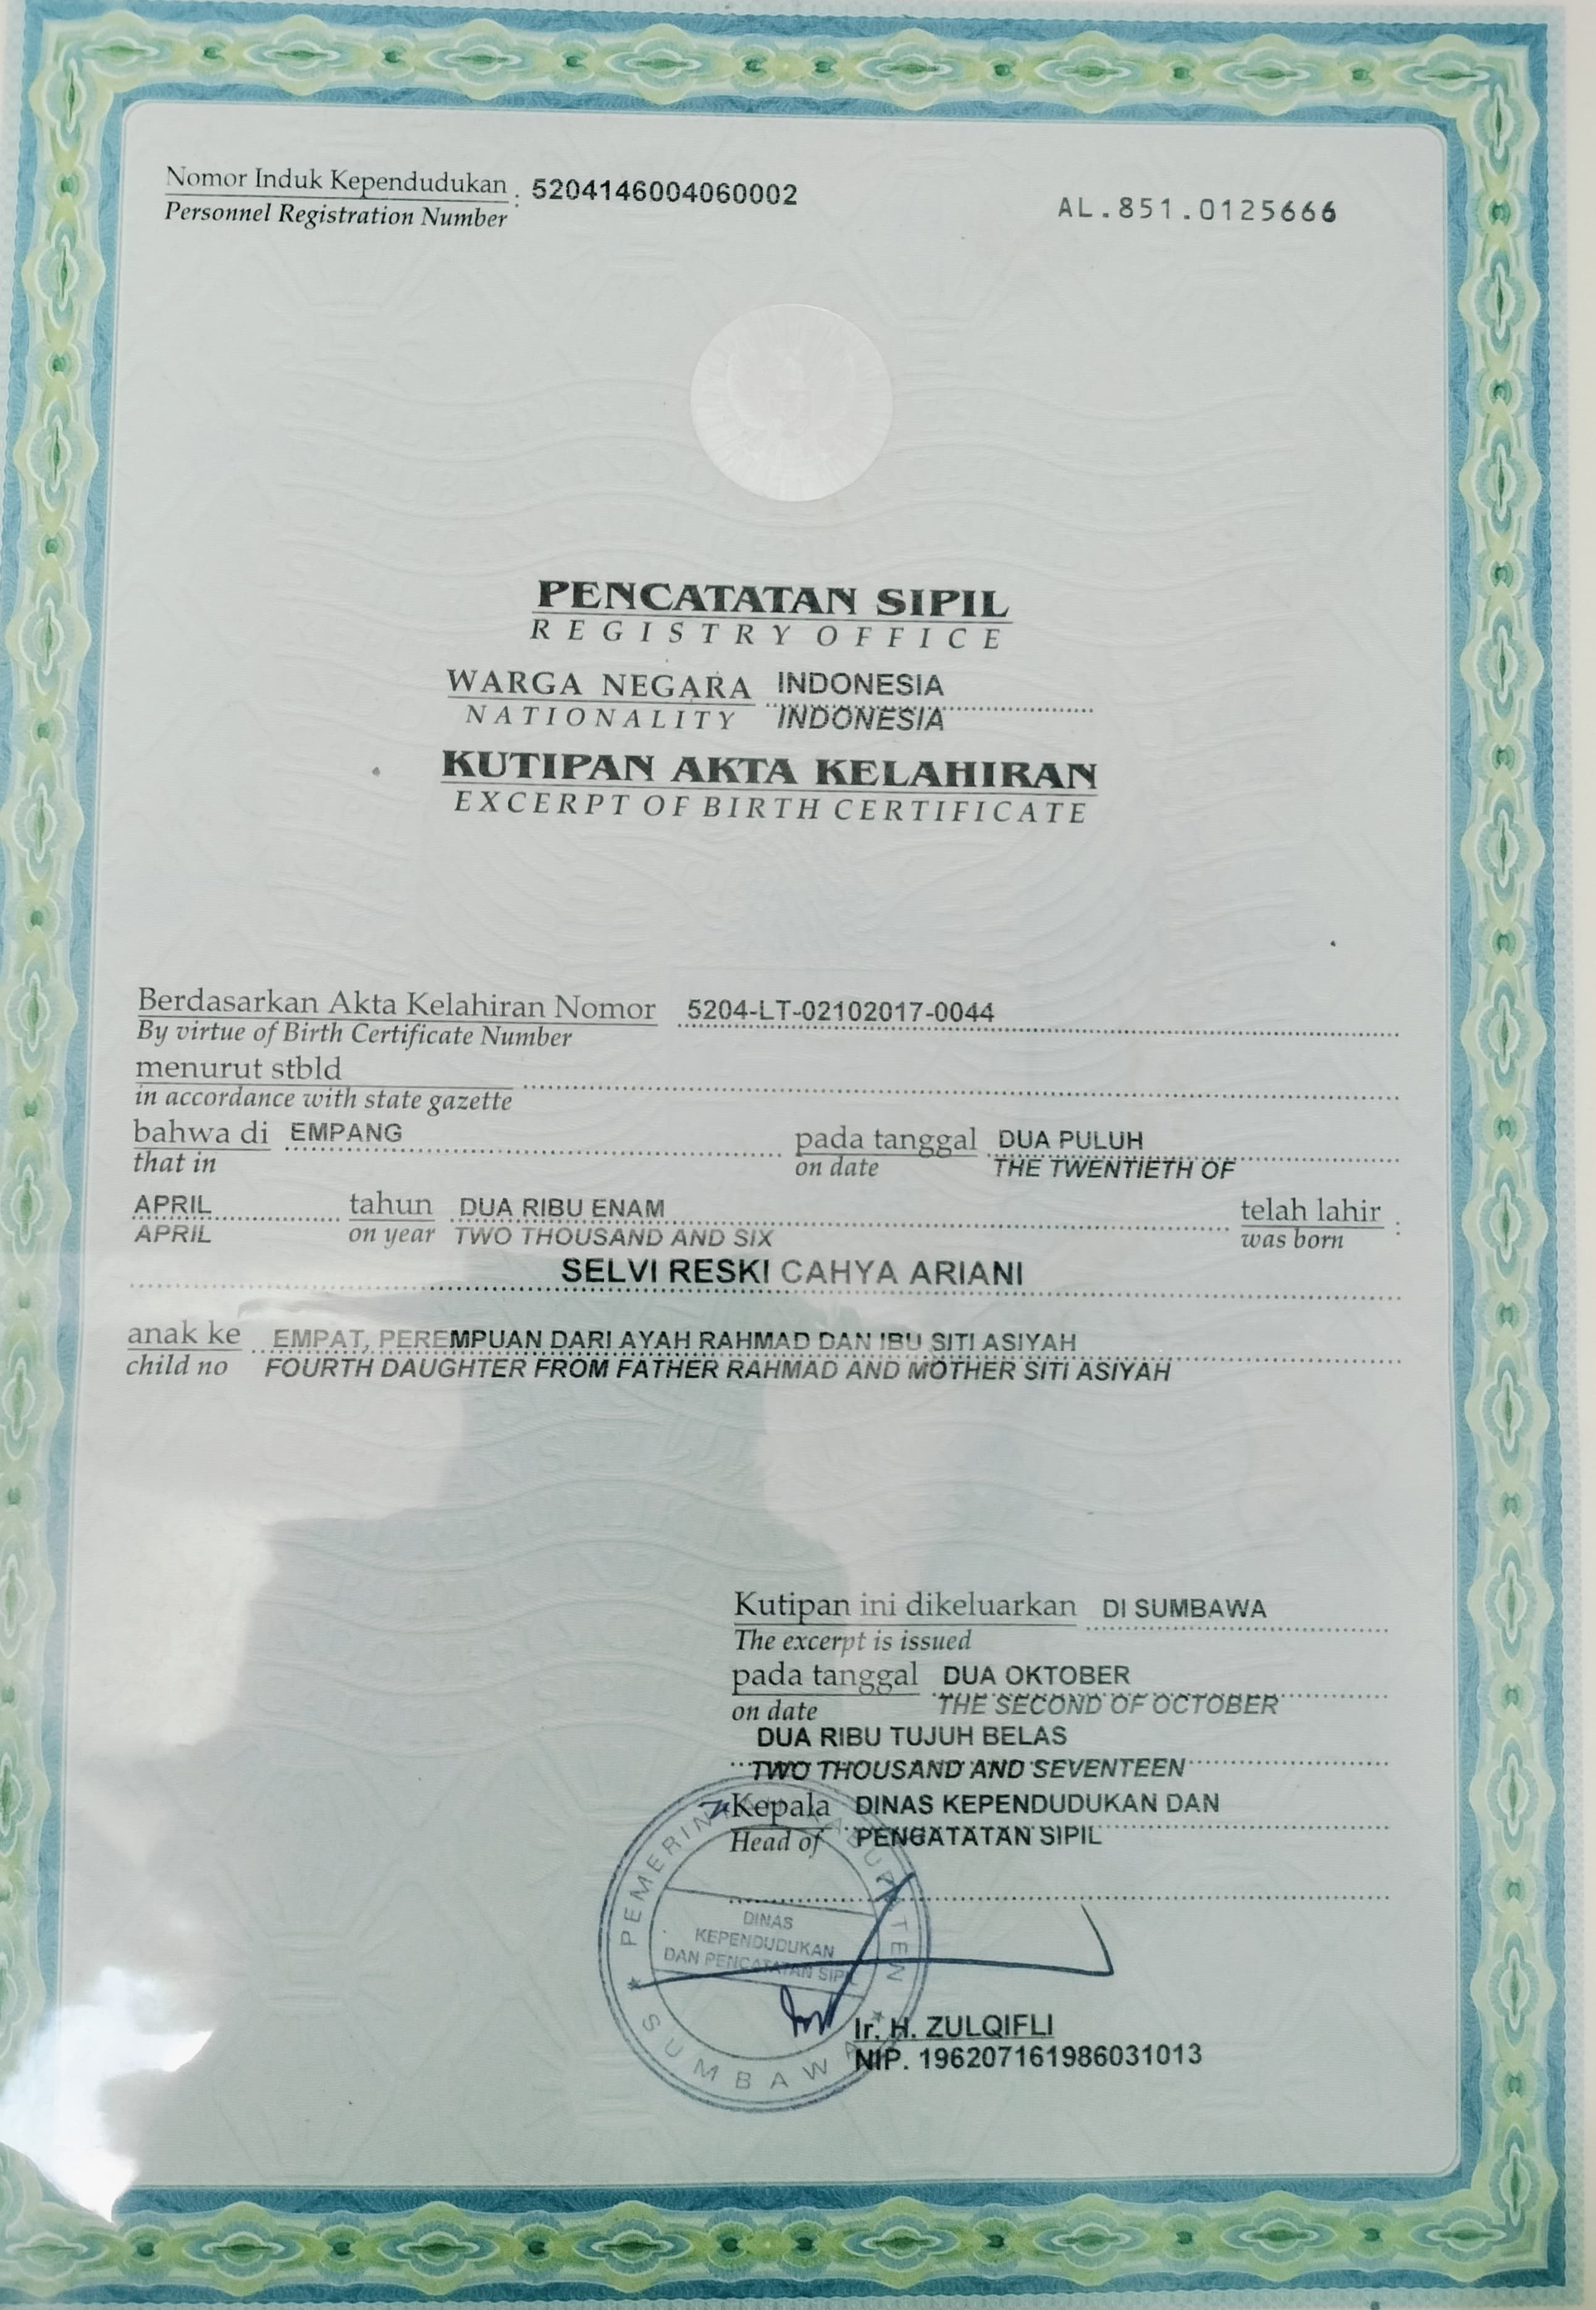 Nomor Induk Kependudukan : 5204146004060002
Personnel Registration Number
AL.851.0125666
PENCATATAN SIPIL
REGISTRY OFFICE
WARGA NEGARA INDONESIA
NATIONALITY INDONESIA
KUTIPAN AKTA KELAHIRAN
EXCERPT OF BIRTH CERTIFICATE
Berdasarkan Akta Kelahiran Nomor 5204-LT-02102017-0044
By virtue of Birth Certificate Number
menurut stbld
in accordance with state gazette
bahwa di EMPANG pada tanggal DUA PULUH
that in on date THE TWENTIETH OF
APRIL tahun DUA RIBU ENAM telah lahir :
APRIL on year TWO THOUSAND AND SIX was born
SELVI RESKI CAHYA ARIANI
anak ke EMPAT, PEREMPUAN DARI AYAH RAHMAD DAN IBU SITI ASIYAH
child no FOURTH DAUGHTER FROM FATHER RAHMAD AND MOTHER SITI ASIYAH
Kutipan ini dikeluarkan DI SUMBAWA
The excerpt is issued
pada tanggal DUA OKTOBER
on date THE SECOND OF OCTOBER
DUA RIBU TUJUH BELAS
TWO THOUSAND AND SEVENTEEN
Kepala DINAS KEPENDUDUKAN DAN
Head of PENCATATAN SIPIL
PEMERINTAH KABUPATEN
DINAS
KEPENDUDUKAN
DAN PENCATATAN SIPIL
SUMBAWA
Ir. H. ZULQIFLI
NIP. 196207161986031013